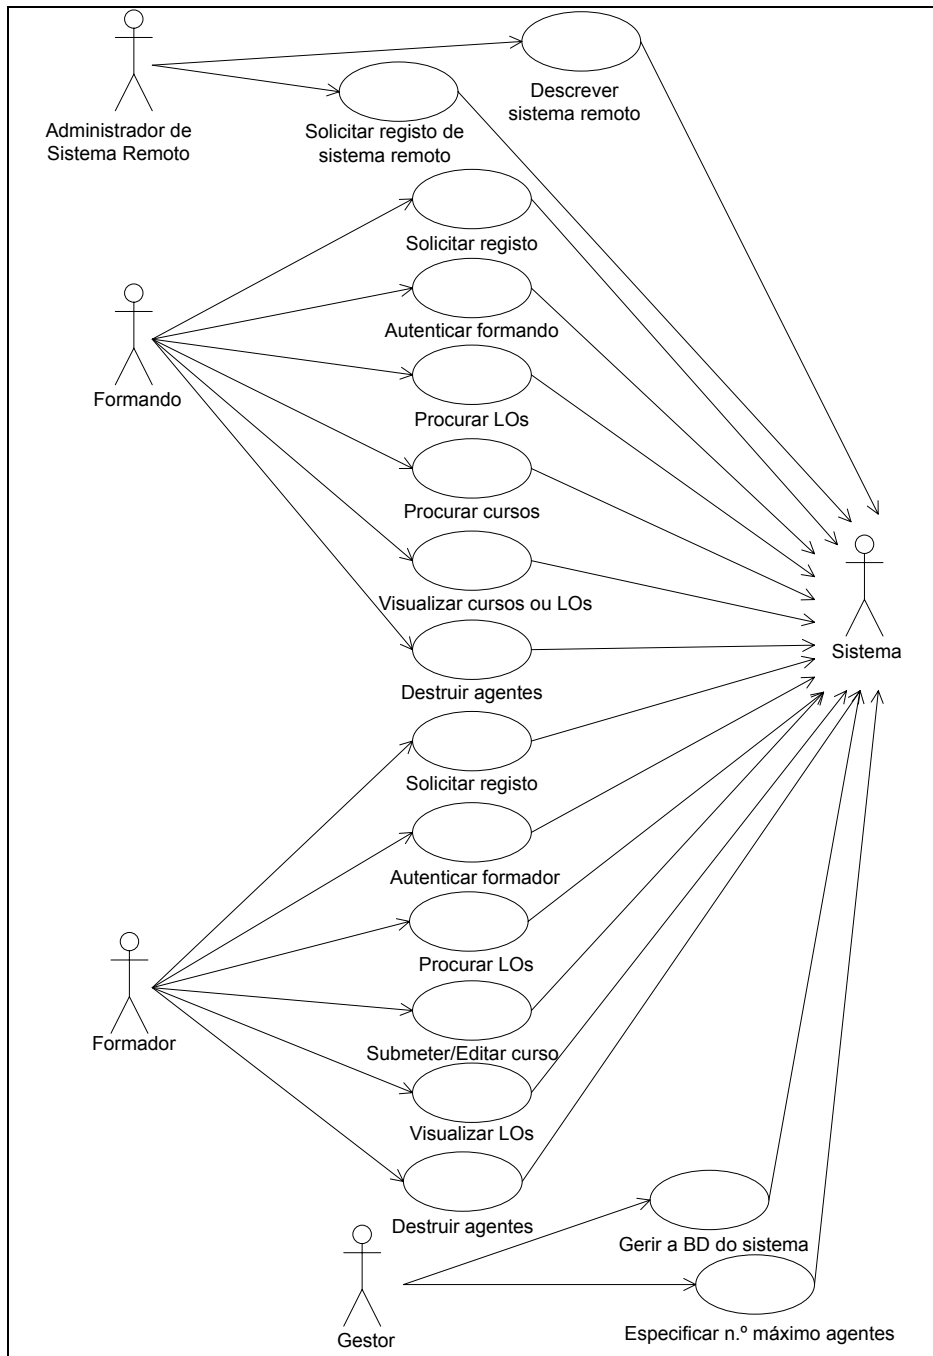 Descrever
sistema remoto
Administrador de
Sistema Remoto
Solicitar registo de
sistema remoto
Solicitar registo
Autenticar formando
Formando
Procurar LOs
Procurar cursos
Visualizar cursos ou LOs
Sistema
Destruir agentes
Solicitar registo
Autenticar formador
Procurar LOs
Formador
Submeter/Editar curso
Visualizar LOs
Destruir agentes
Gerir a BD do sistema
Gestor
Especificar n.º máximo agentes